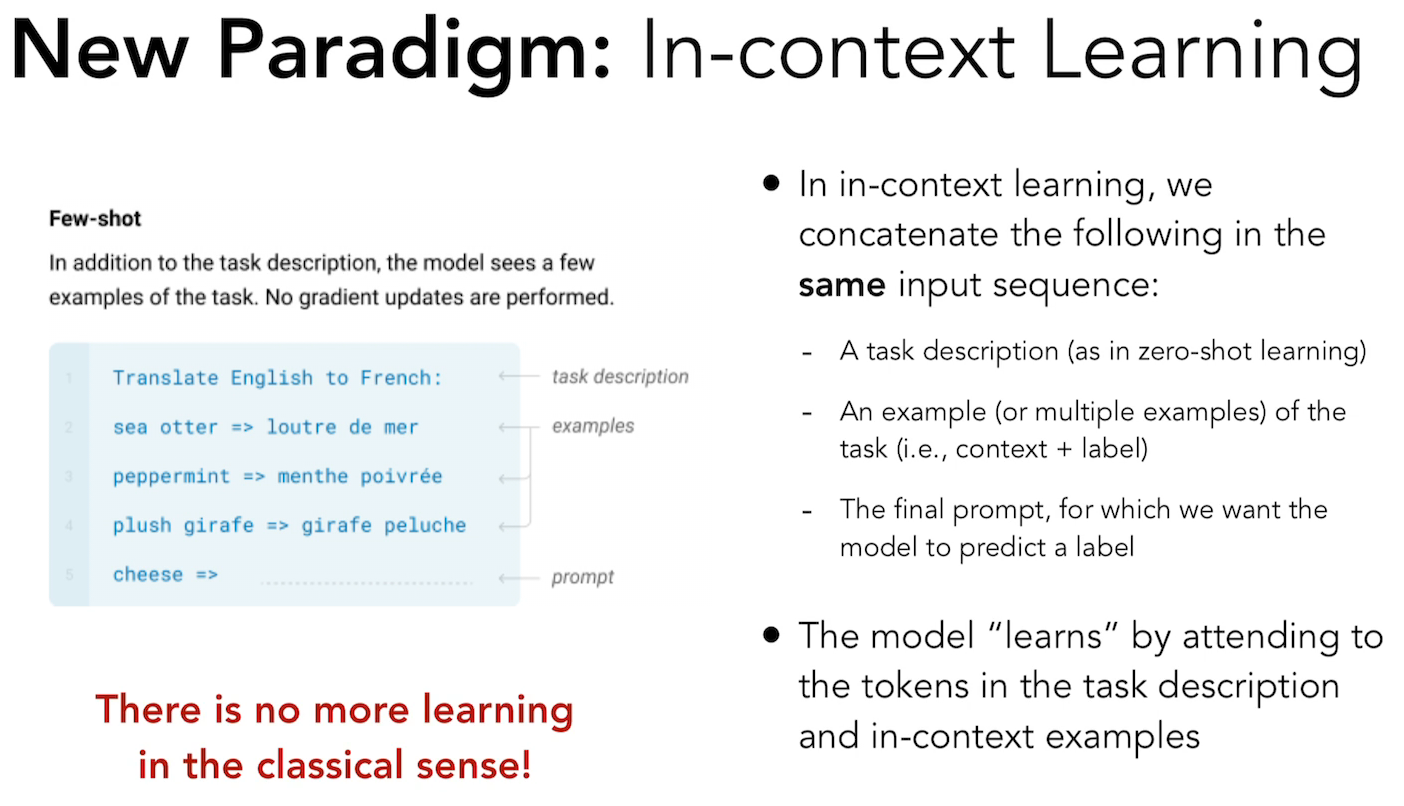 New Paradigm: In-context Learning
Few-shot
In addition to the task description, the model sees a few
examples of the task. No gradient updates are performed.
1 Translate English to French: task description
2 sea otter => loutre de mer examples
3 peppermint => menthe poivrée
4 plush girafe => girafe peluche
5 cheese => prompt
There is no more learning
in the classical sense!
• In in-context learning, we
concatenate the following in the
same input sequence:
- A task description (as in zero-shot learning)
- An example (or multiple examples) of the
task (i.e., context + label)
- The final prompt, for which we want the
model to predict a label
• The model “learns” by attending to
the tokens in the task description
and in-context examples